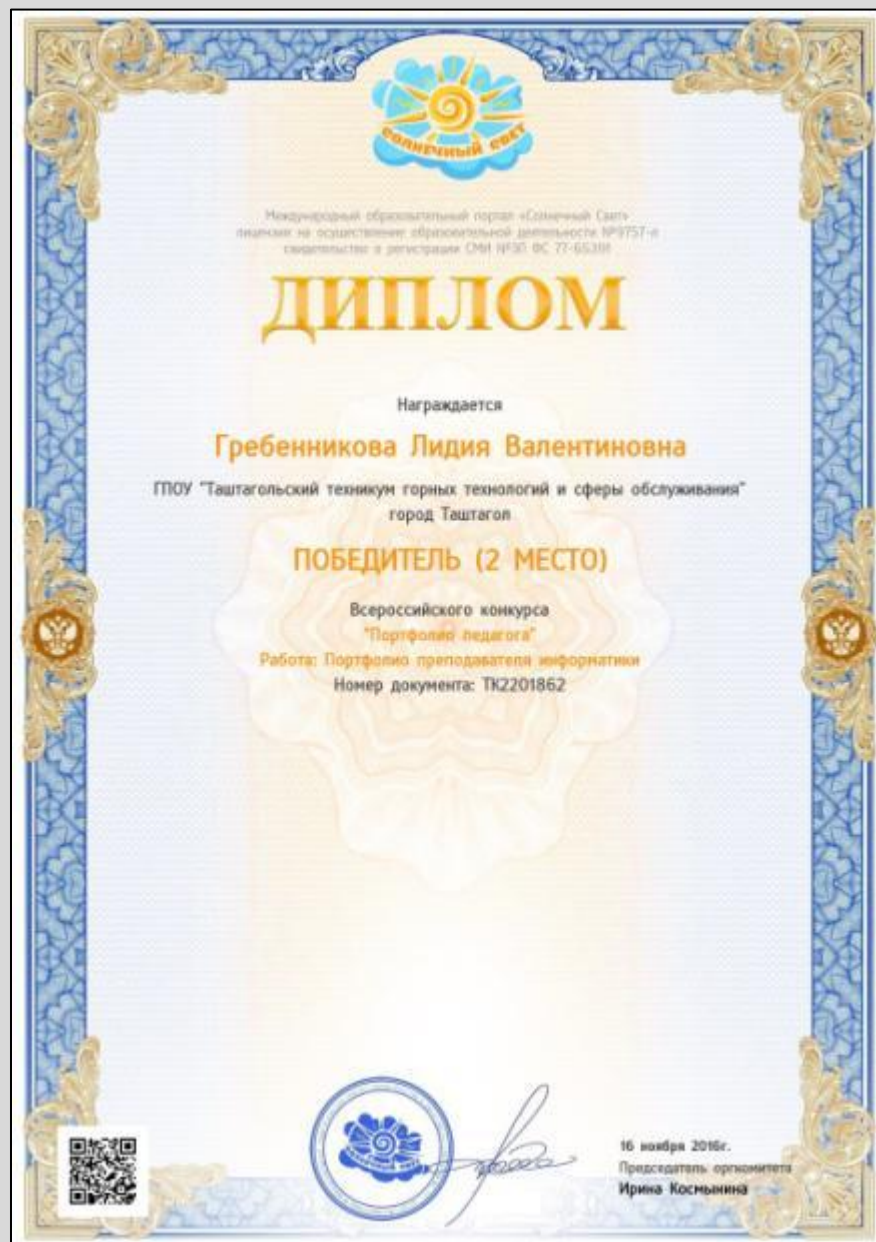 СОЛНЕЧНЫЙ СВЕТ
Международный образовательный портал «Солнечный Свет»
лицензия на осуществление образовательной деятельности №9757-л
свидетельство о регистрации СМИ №ЭЛ ФС 77-65391
ДИПЛОМ
Награждается
Гребенникова Лидия Валентиновна
ГПОУ "Таштагольский техникум горных технологий и сферы обслуживания"
город Таштагол
ПОБЕДИТЕЛЬ (2 МЕСТО)
Всероссийского конкурса
"Портфолио педагога"
Работа: Портфолио преподавателя информатики
Номер документа: ТК2201862
16 ноября 2016г.
Председатель оргкомитета
Ирина Космынина